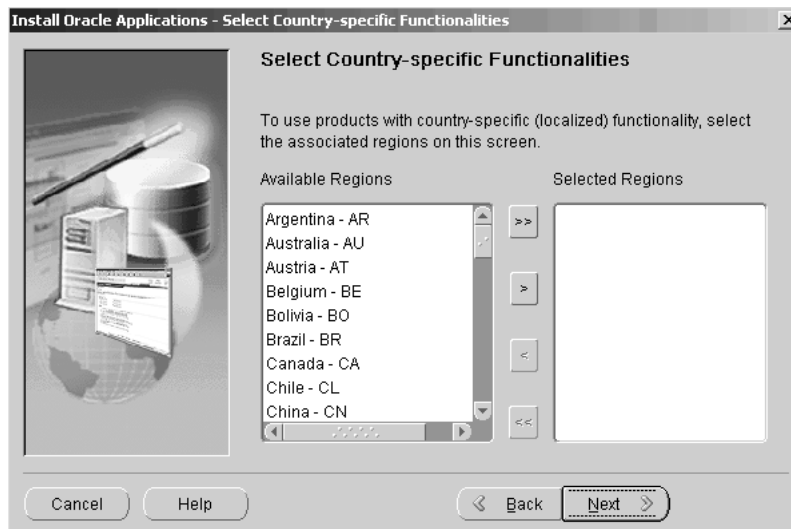 Install Oracle Applications - Select Country-specific Functionalities
Select Country-specific Functionalities
To use products with country-specific (localized) functionality, select
the associated regions on this screen.
Available Regions
Selected Regions
Argentina - AR
Australia - AU
Austria - AT
Belgium - BE
Bolivia - BO
Brazil - BR
Canada - CA
Chile - CL
China - CN
>>
>
<
<<
Cancel
Help
Back
Next